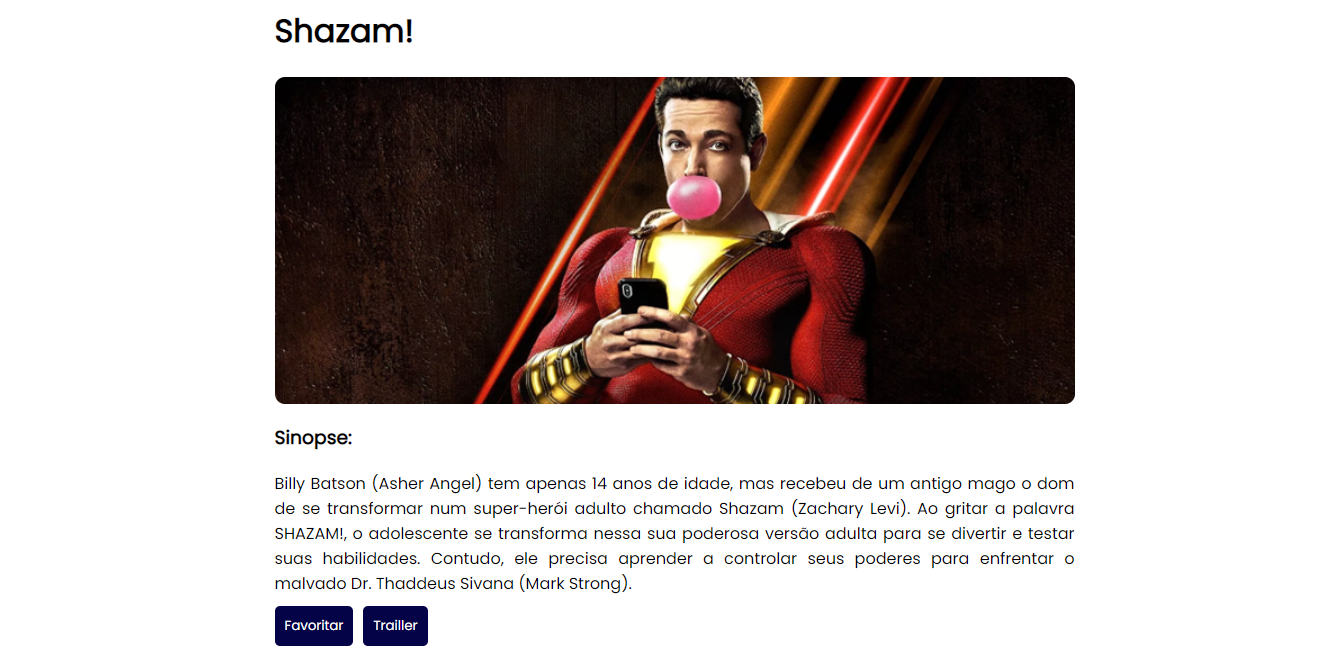 Shazam!
Sinopse:
Billy Batson (Asher Angel) tem apenas 14 anos de idade, mas recebeu de um antigo mago o dom
de se transformar num super-herói adulto chamado Shazam (Zachary Levi). Ao gritar a palavra
SHAZAM!, o adolescente se transforma nessa sua poderosa versão adulta para se divertir e testar
suas habilidades. Contudo, ele precisa aprender a controlar seus poderes para enfrentar o
malvado Dr. Thaddeus Sivana (Mark Strong).
Favoritar Trailler